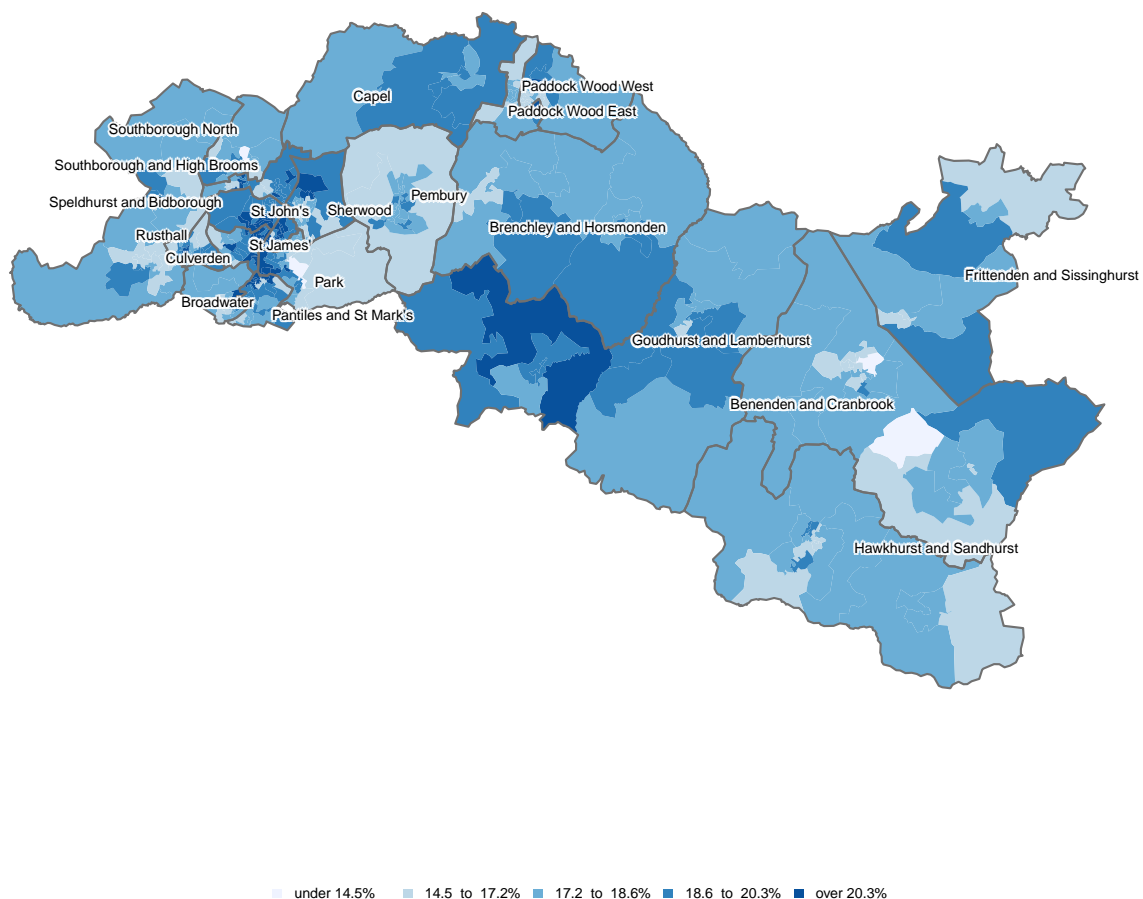 Paddock Wood West
Capel
Paddock Wood East
Southborough North
Southborough and High Brooms
Pembury
Speldhurst and Bidborough
St John's
Sherwood
Brenchley and Horsmonden
Rusthall
St James'
Culverden
Frittenden and Sissinghurst
Park
Broadwater
Pantiles and St Mark's
Goudhurst and Lamberhurst
Benenden and Cranbrook
Hawkhurst and Sandhurst
under 14.5% 14.5 to 17.2% 17.2 to 18.6% 18.6 to 20.3% over 20.3%